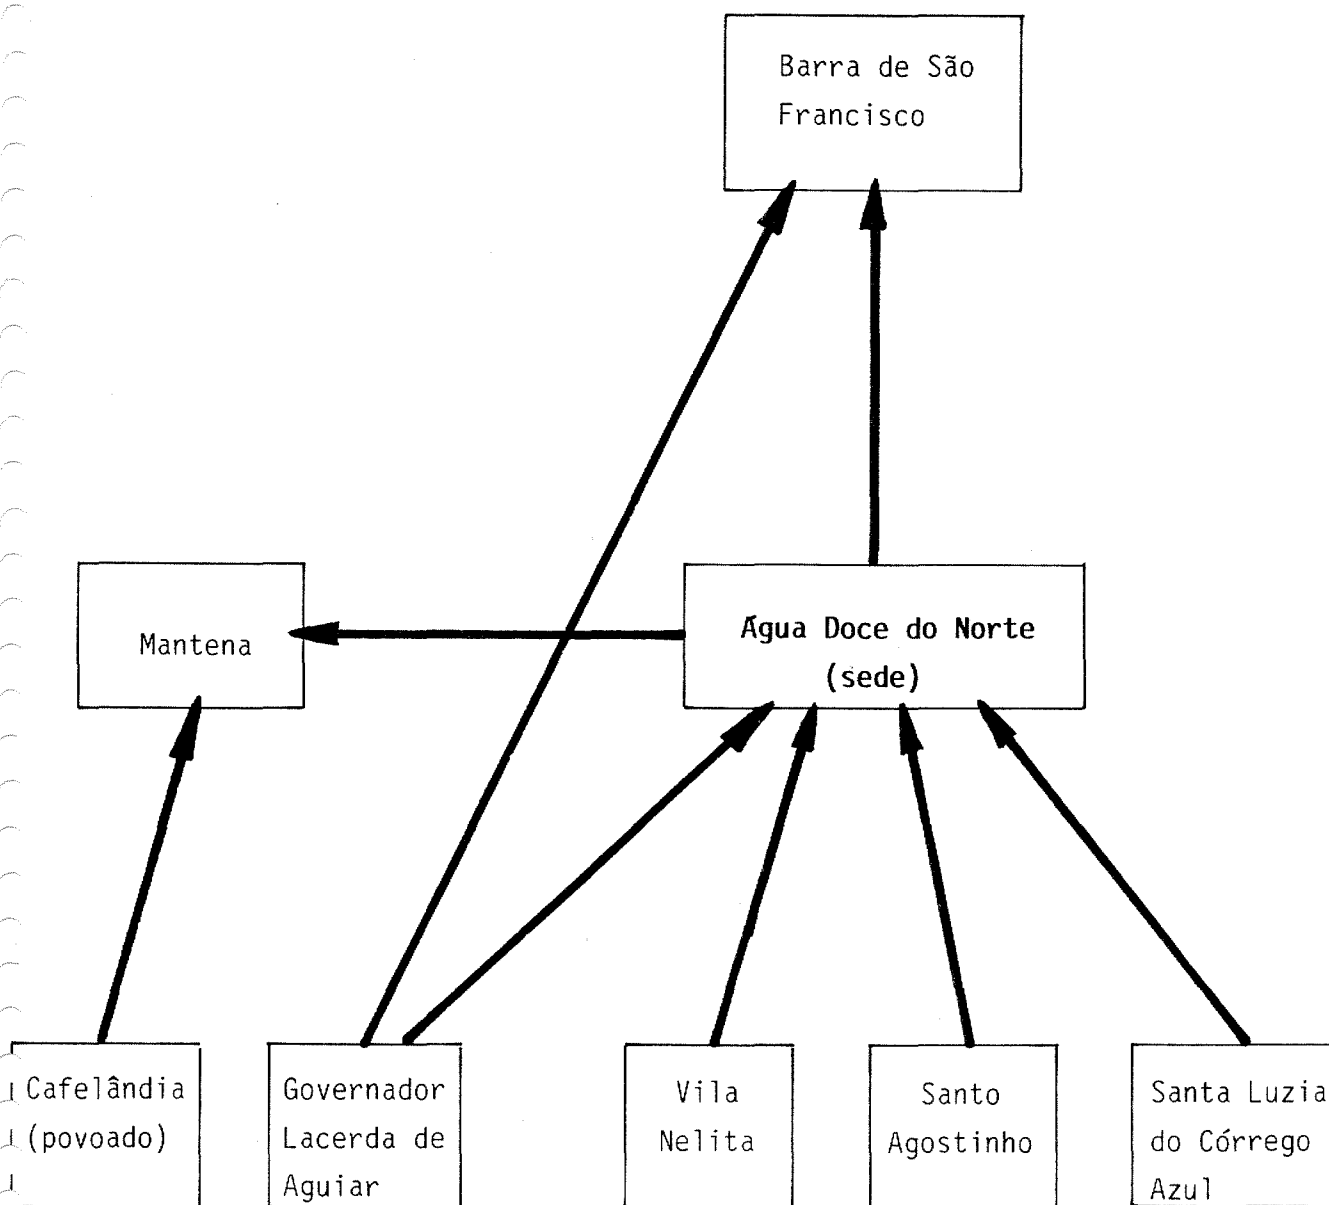 Barra de São
Francisco
Mantena
Água Doce do Norte
(sede)
Cafelândia
(povoado)
Governador
Lacerda de
Aguiar
Vila
Nelita
Santo
Agostinho
Santa Luzia
do Córrego
Azul